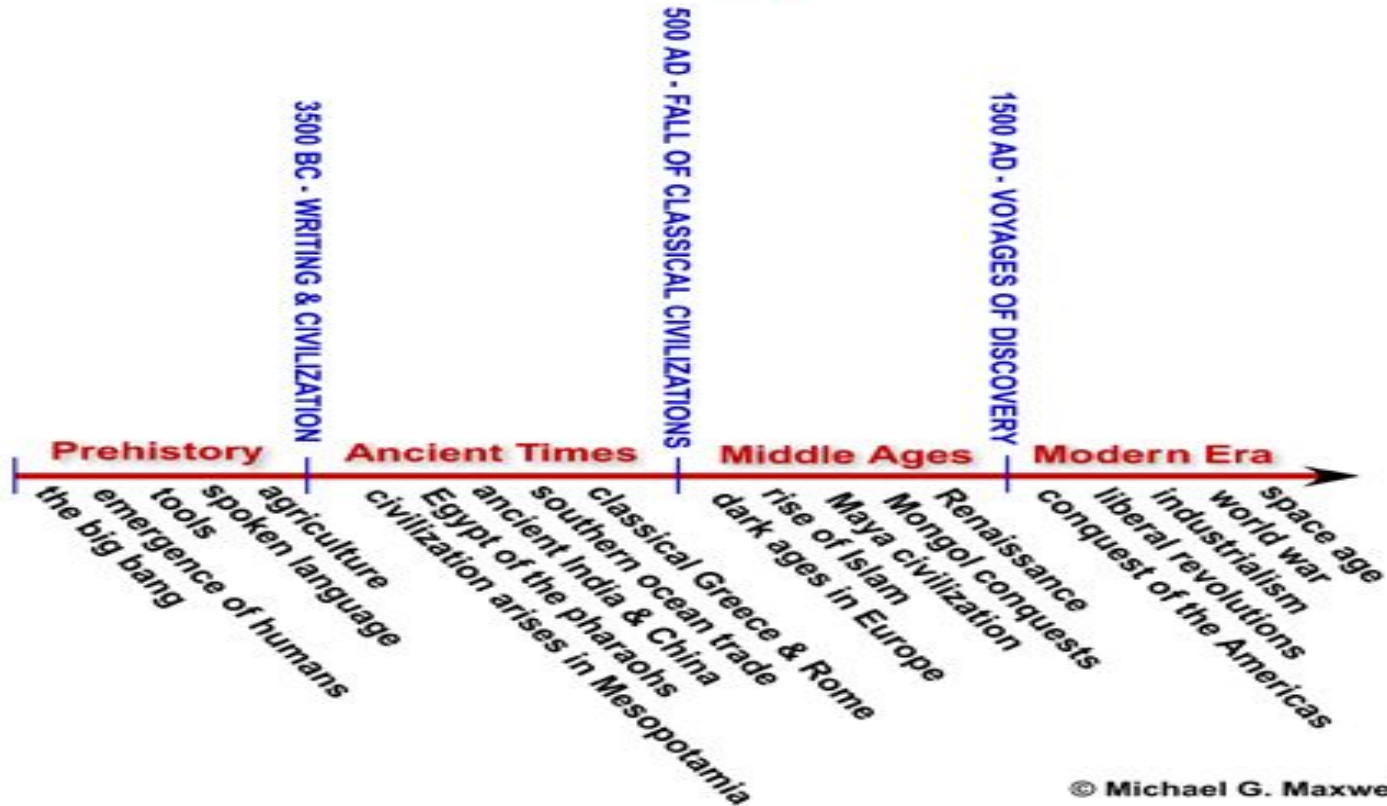 3500 BC - WRITING & CIVILIZATION
500 AD - FALL OF CLASSICAL CIVILIZATIONS
1500 AD - VOYAGES OF DISCOVERY
Prehistory
Ancient Times
Middle Ages
Modern Era
the big bang
emergence of humans
tools
spoken language
agriculture
civilization arises in Mesopotamia
Egypt of the pharaohs
ancient India & China
southern ocean trade
classical Greece & Rome
dark ages in Europe
rise of Islam
Maya civilization
Mongol conquests
Renaissance
conquest of the Americas
liberal revolutions
industrialism
world war
space age
© Michael G. Maxwe